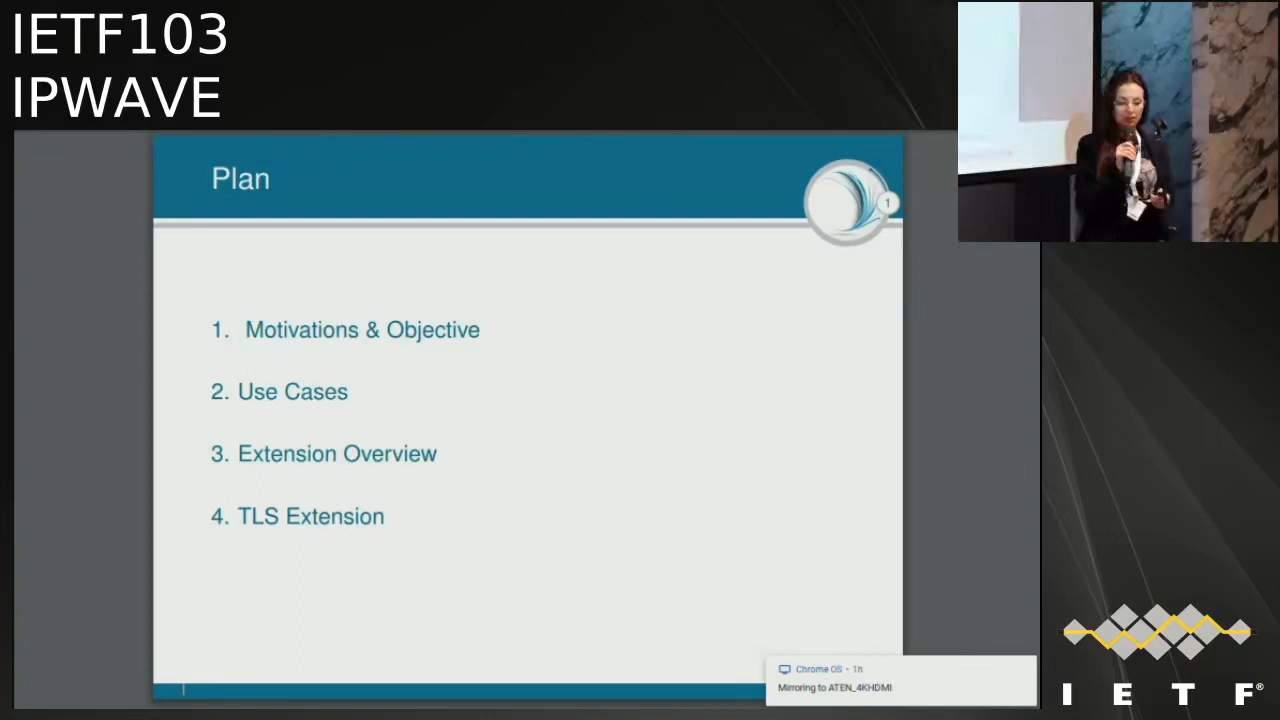 IETF103
IPWAVE
Plan
1
1. Motivations & Objective
2. Use Cases
3. Extension Overview
4. TLS Extension
Chrome OS • 1h
Mirroring to ATEN_4KHDMI
I E T F®